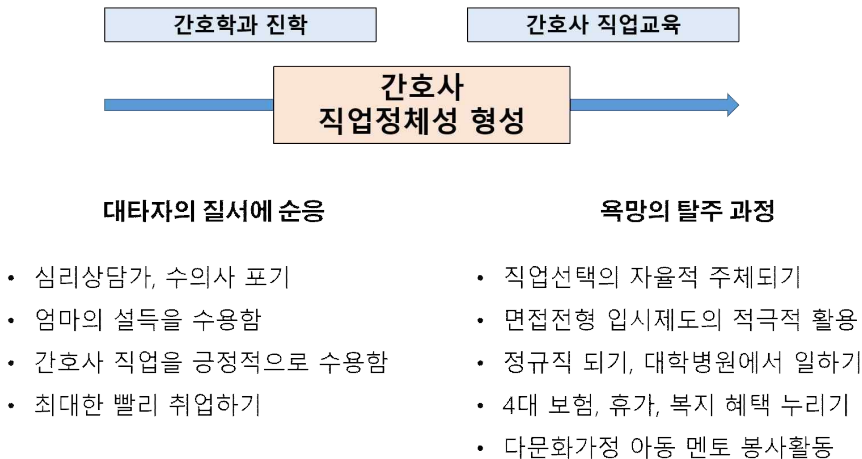 간호학과 진학
간호사 직업교육
간호사
직업정체성 형성
대타자의 질서에 순응
• 심리상담가, 수의사 포기
• 엄마의 설득을 수용함
• 간호사 직업을 긍정적으로 수용함
• 최대한 빨리 취업하기
욕망의 탈주 과정
• 직업선택의 자율적 주체되기
• 면접전형 입시제도의 적극적 활용
• 정규직 되기, 대학병원에서 일하기
• 4대 보험, 휴가, 복지 혜택 누리기
• 다문화가정 아동 멘토 봉사활동